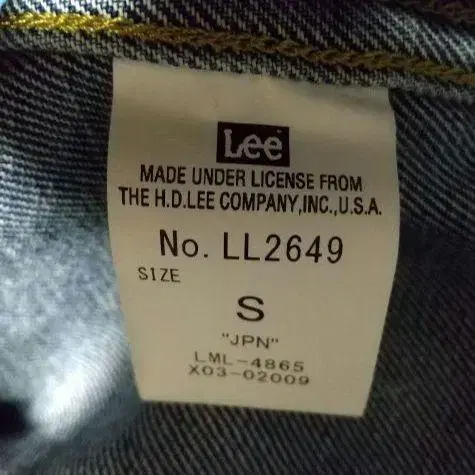 Lee
MADE UNDER LICENSE FROM
THE H.D.LEE COMPANY,INC.,U.S.A.
No. LL2649
SIZE
S
"JPN"
LML-4865
X03-02009